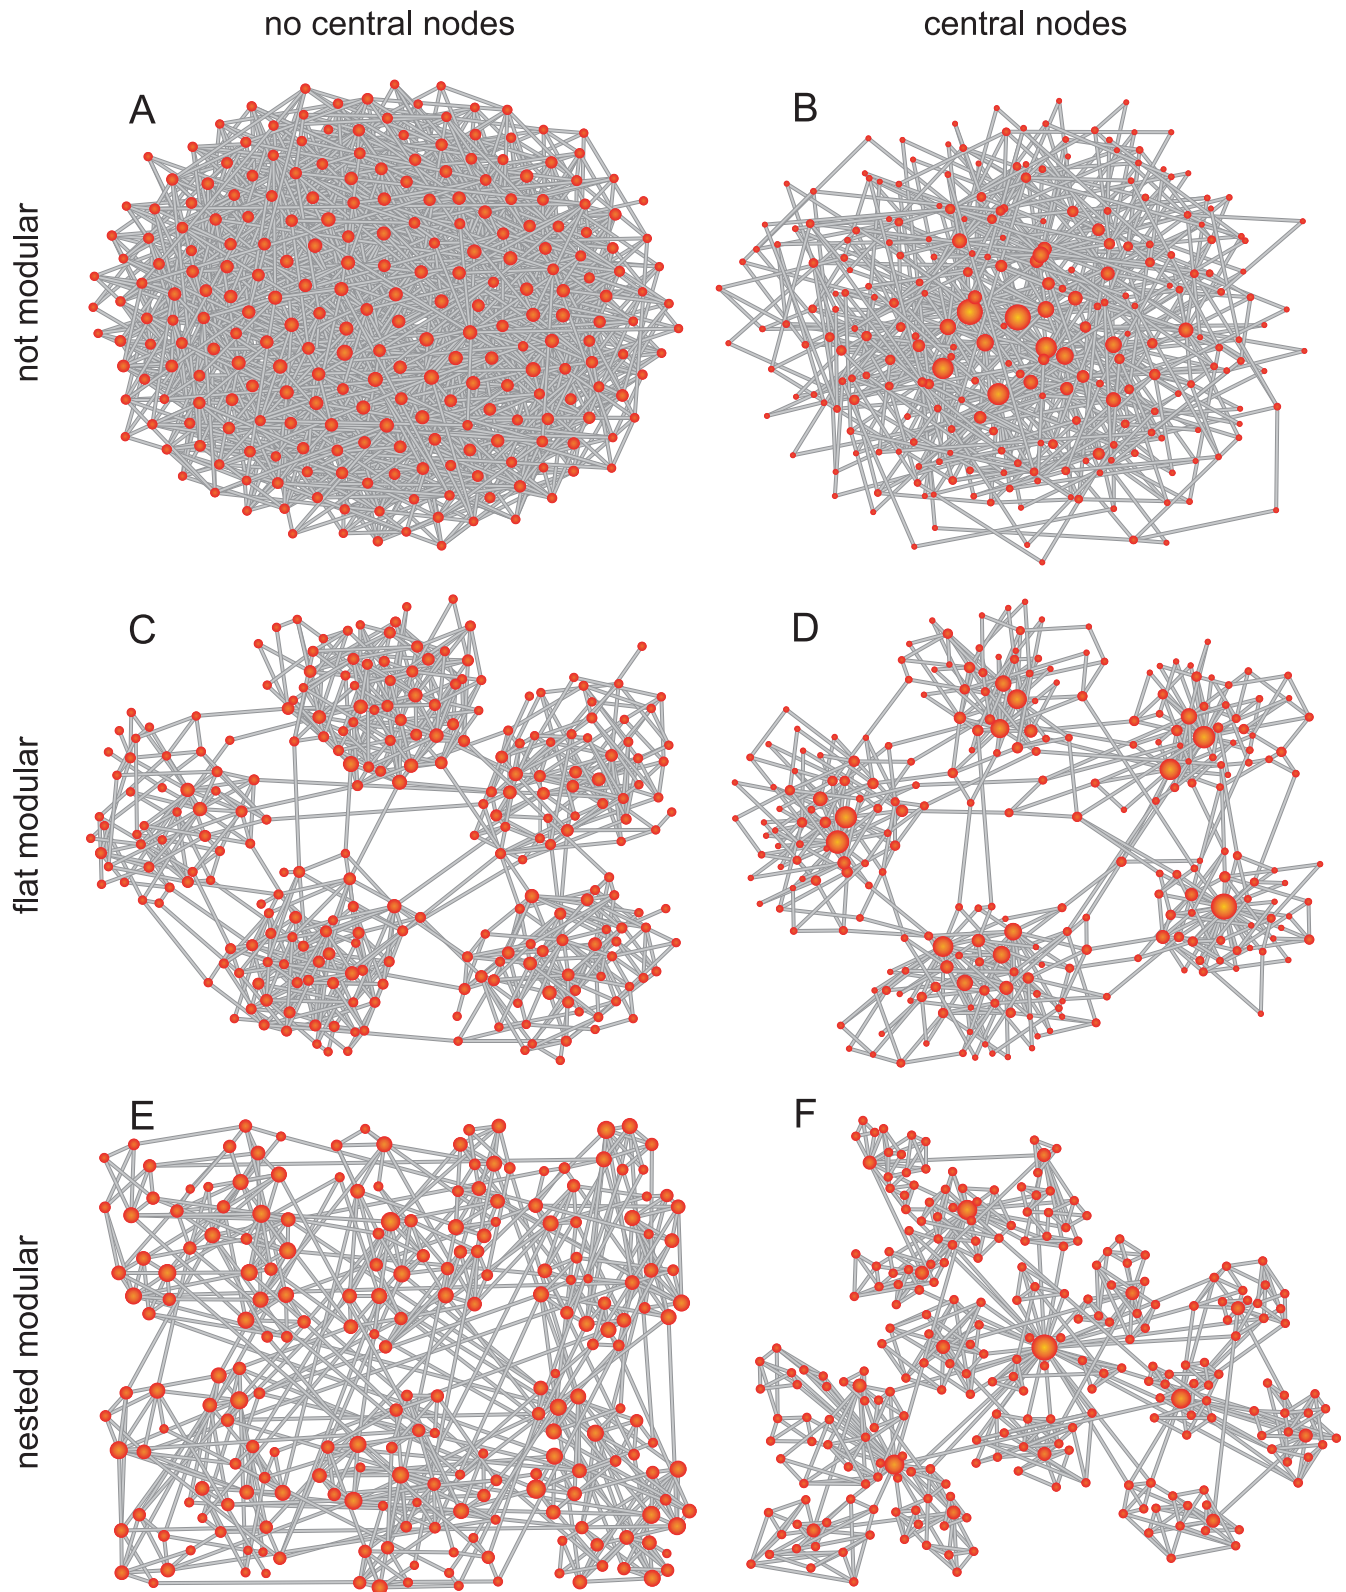 no central nodes
central nodes
not modular
A
B
flat modular
C
D
nested modular
E
F